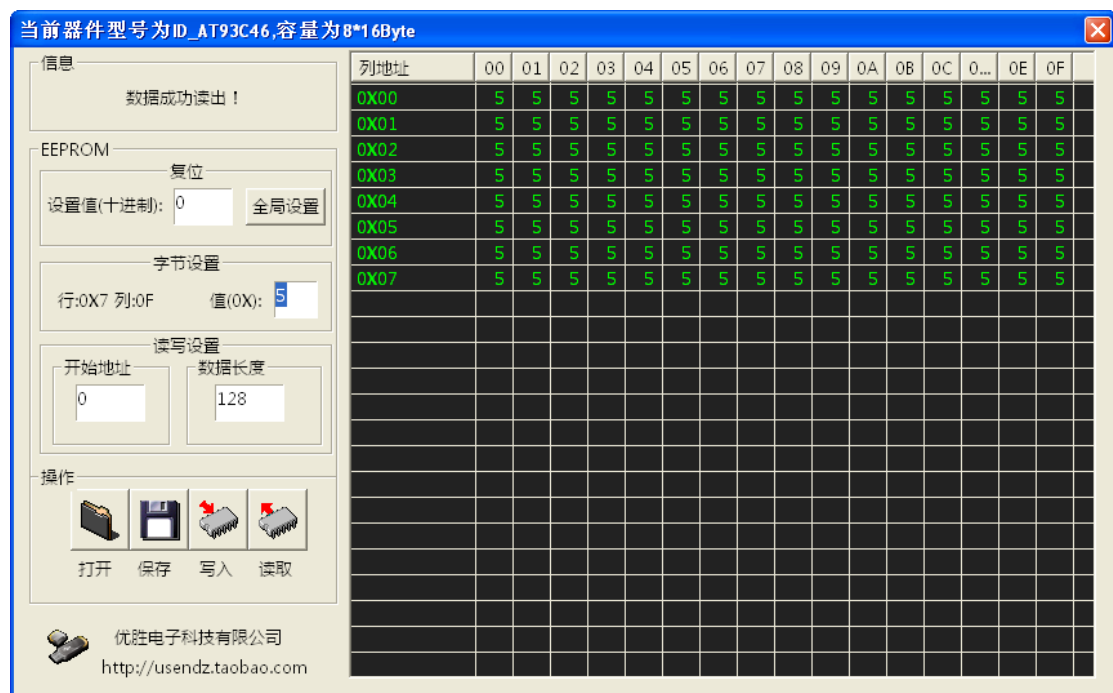 当前器件型号为ID_AT93C46,容量为8*16Byte
信息
数据成功读出！
EEPROM
复位
设置值(十进制): 0 全局设置
字节设置
行:0X7 列:0F 值(0X): 5
读写设置
开始地址 数据长度
0 128
操作
打开 保存 写入 读取
优胜电子科技有限公司
http://usendz.taobao.com
列地址 00 01 02 03 04 05 06 07 08 09 0A 0B 0C 0... 0E 0F
0X00 5 5 5 5 5 5 5 5 5 5 5 5 5 5 5 5
0X01 5 5 5 5 5 5 5 5 5 5 5 5 5 5 5 5
0X02 5 5 5 5 5 5 5 5 5 5 5 5 5 5 5 5
0X03 5 5 5 5 5 5 5 5 5 5 5 5 5 5 5 5
0X04 5 5 5 5 5 5 5 5 5 5 5 5 5 5 5 5
0X05 5 5 5 5 5 5 5 5 5 5 5 5 5 5 5 5
0X06 5 5 5 5 5 5 5 5 5 5 5 5 5 5 5 5
0X07 5 5 5 5 5 5 5 5 5 5 5 5 5 5 5 5